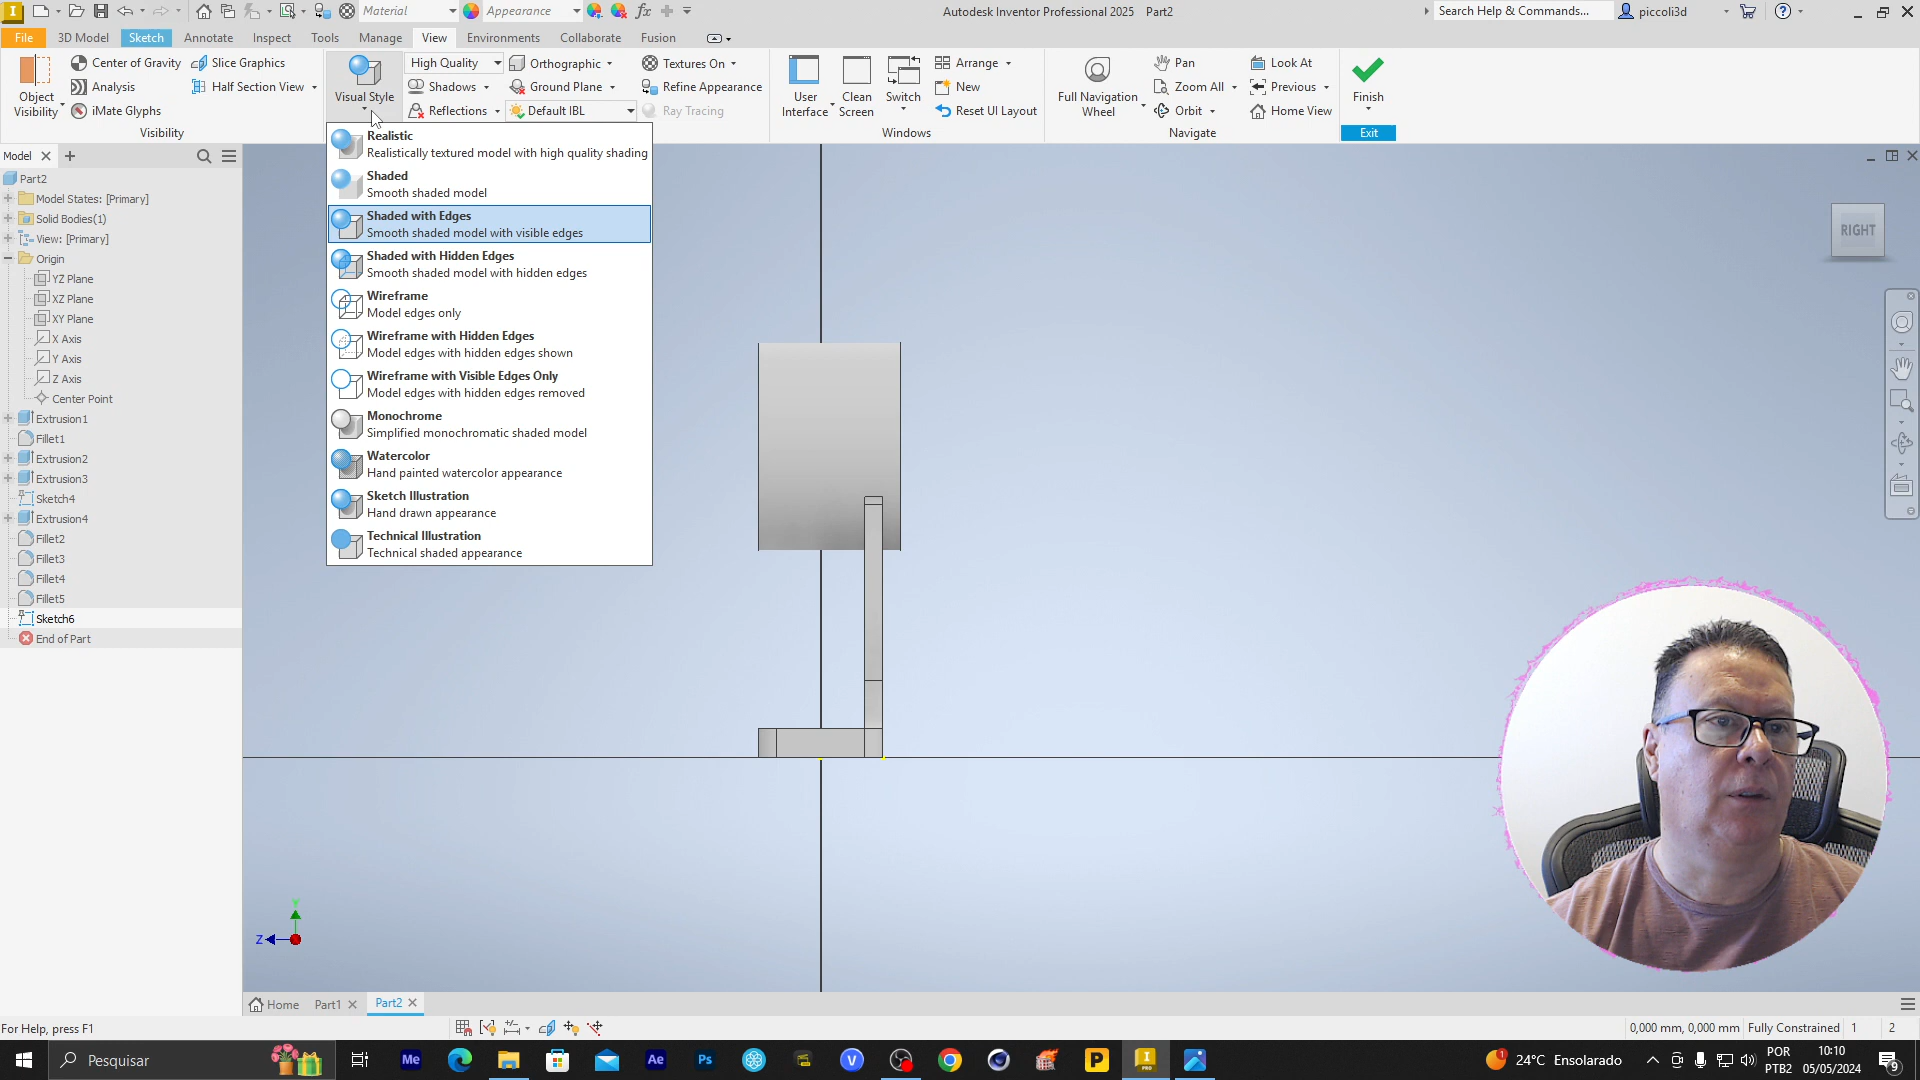 Material
Appearance
Autodesk Inventor Professional 2025 Part2
Search Help & Commands...
piccoli3d
File 3D Model Sketch Annotate Inspect Tools Manage View Environments Collaborate Fusion
Object Visibility
Center of Gravity
Analysis
iMate Glyphs
Slice Graphics
Half Section View
Visibility
Visual Style
High Quality
Shadows
Reflections
Orthographic
Ground Plane
Default IBL
Textures On
Refine Appearance
Ray Tracing
User Interface
Clean Screen
Switch
Arrange
New
Reset UI Layout
Windows
Full Navigation Wheel
Pan
Zoom All
Orbit
Look At
Previous
Home View
Navigate
Finish
Exit
Realistic
Realistically textured model with high quality shading
Shaded
Smooth shaded model
Shaded with Edges
Smooth shaded model with visible edges
Shaded with Hidden Edges
Smooth shaded model with hidden edges
Wireframe
Model edges only
Wireframe with Hidden Edges
Model edges with hidden edges shown
Wireframe with Visible Edges Only
Model edges with hidden edges removed
Monochrome
Simplified monochromatic shaded model
Watercolor
Hand painted watercolor appearance
Sketch Illustration
Hand drawn appearance
Technical Illustration
Technical shaded appearance
Model
Part2
Model States: [Primary]
Solid Bodies(1)
View: [Primary]
Origin
YZ Plane
XZ Plane
XY Plane
X Axis
Y Axis
Z Axis
Center Point
Extrusion1
Fillet1
Extrusion2
Extrusion3
Sketch4
Extrusion4
Fillet2
Fillet3
Fillet4
Fillet5
Sketch6
End of Part
RIGHT
Y
Z
Home Part1 Part2
For Help, press F1
0,000 mm, 0,000 mm Fully Constrained 1 2
Pesquisar
Me
Ae
Ps
V
P
I
PRO
24°C Ensolarado
POR
PTB2
10:10
05/05/2024
9